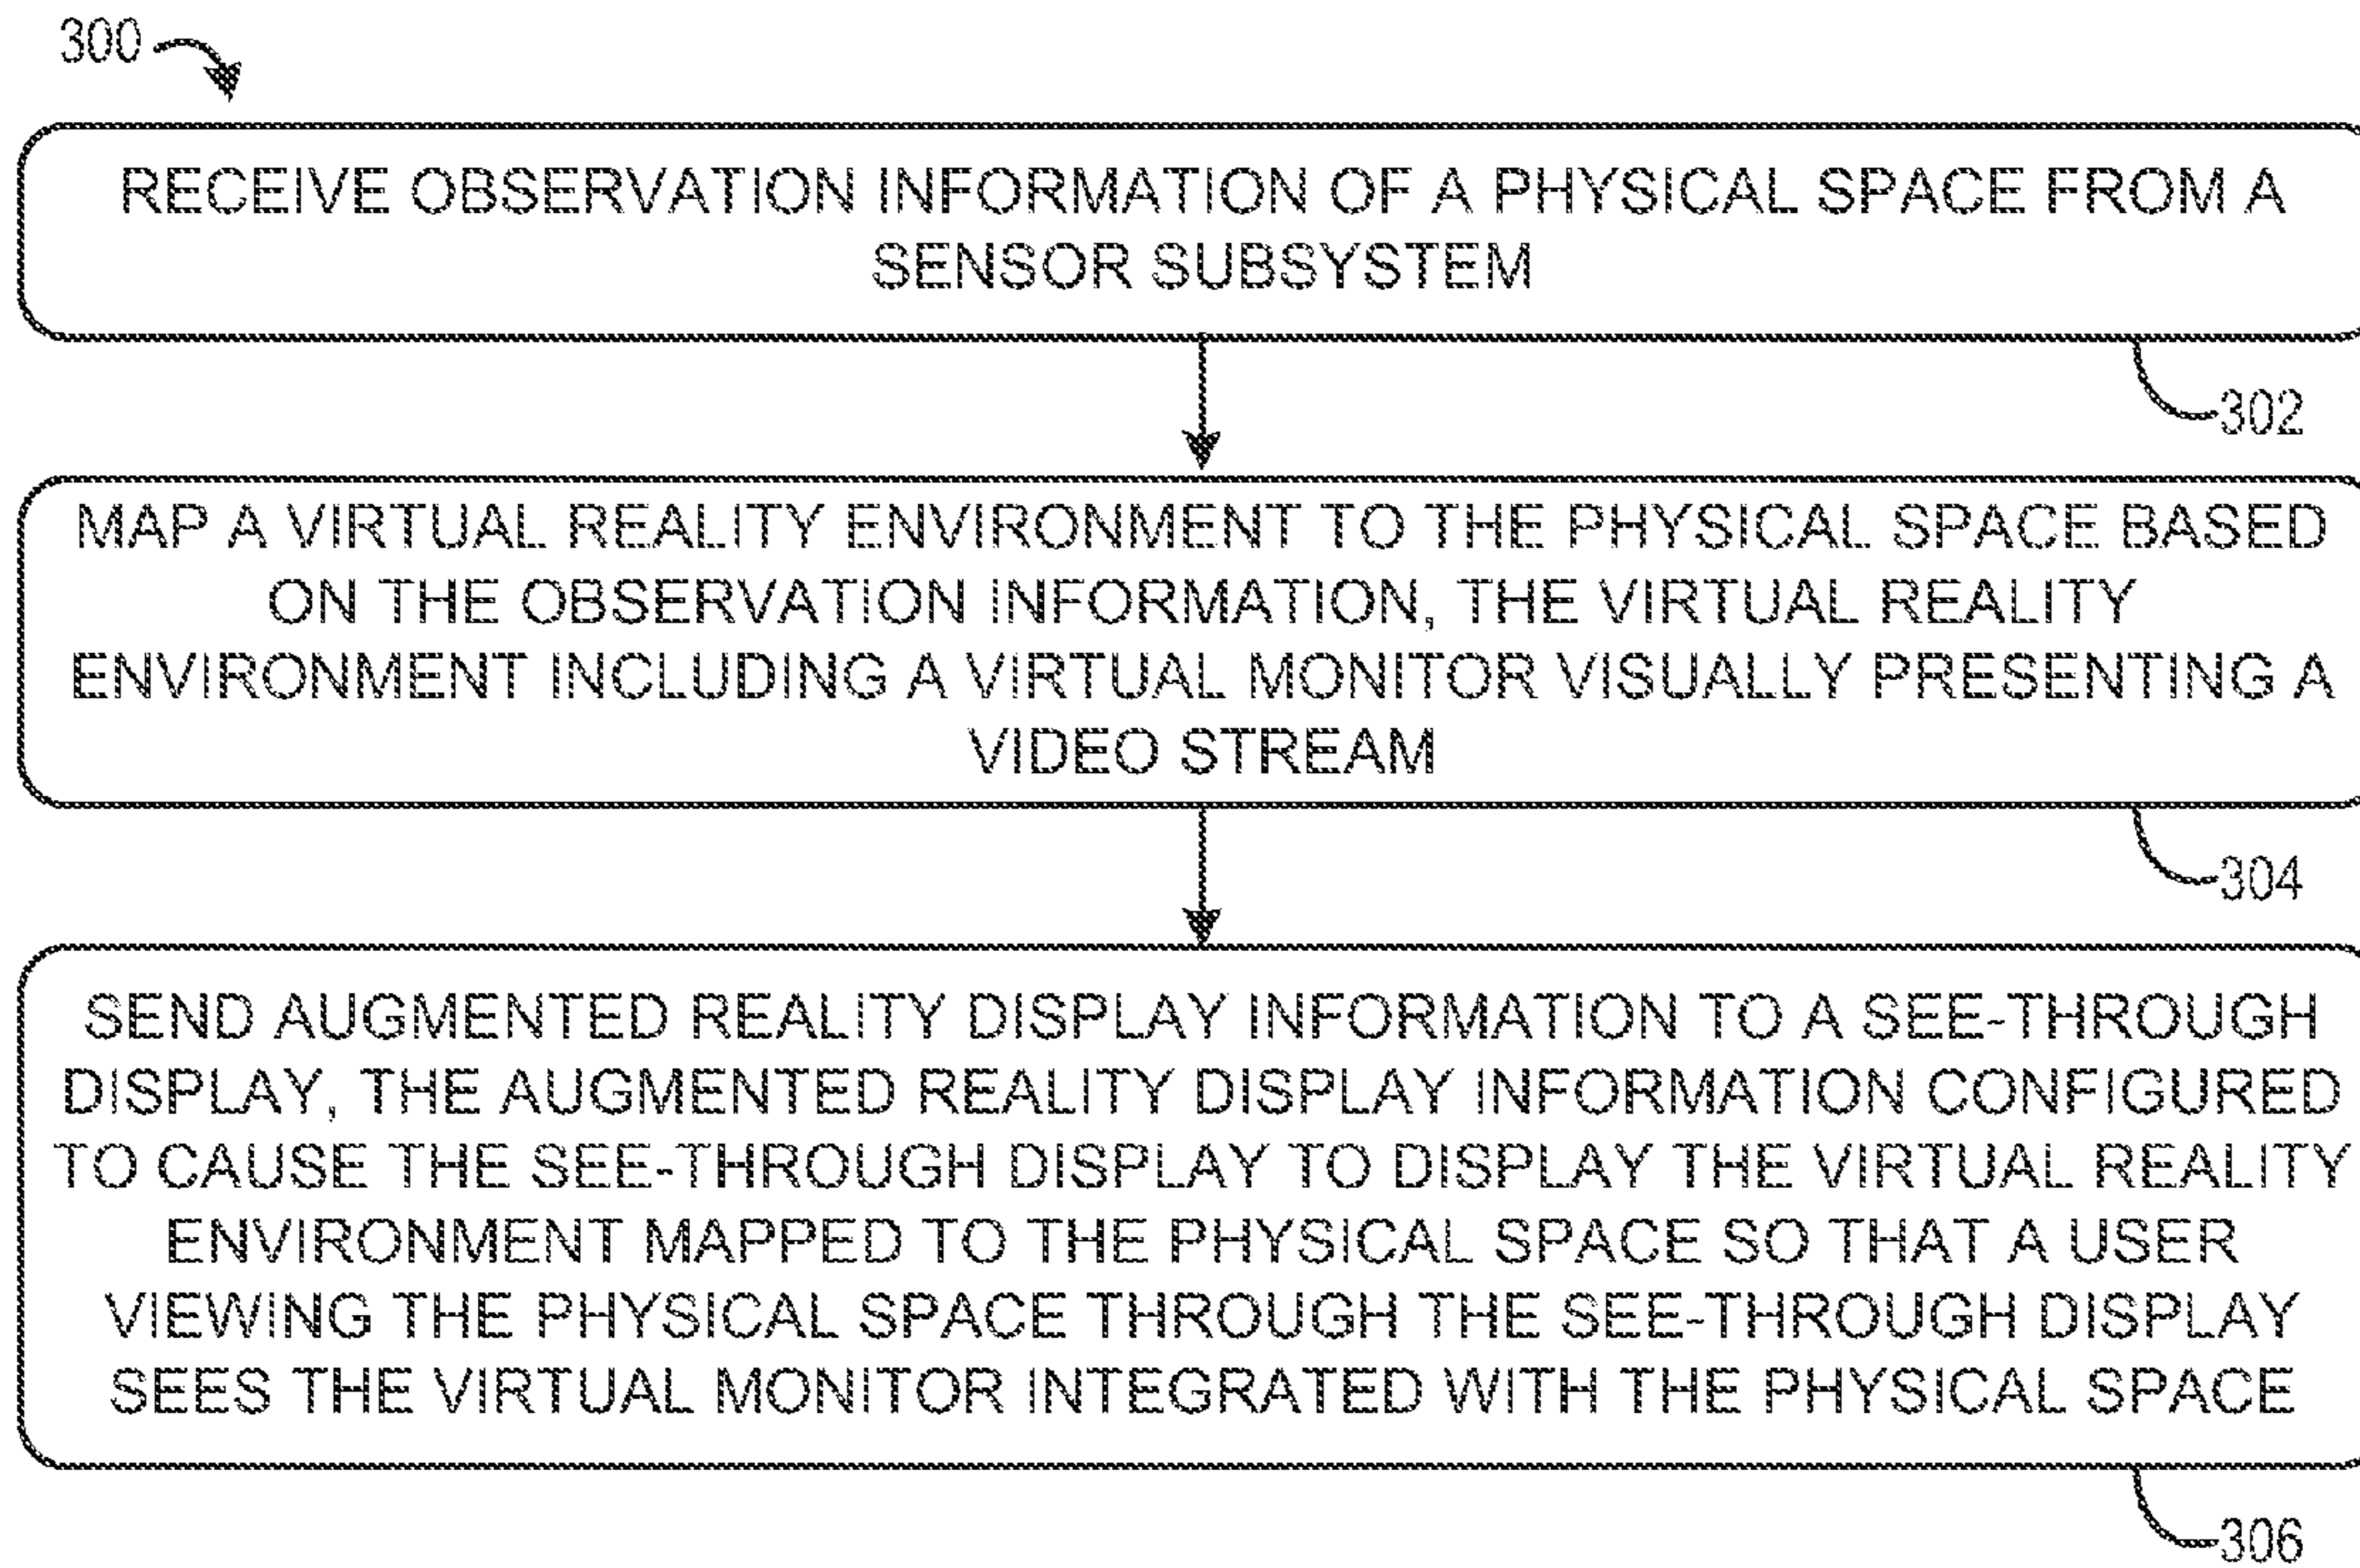 300
RECEIVE OBSERVATION INFORMATION OF A PHYSICAL SPACE FROM A
SENSOR SUBSYSTEM
302
MAP A VIRTUAL REALITY ENVIRONMENT TO THE PHYSICAL SPACE BASED
ON THE OBSERVATION INFORMATION, THE VIRTUAL REALITY
ENVIRONMENT INCLUDING A VIRTUAL MONITOR VISUALLY PRESENTING A
VIDEO STREAM
304
SEND AUGMENTED REALITY DISPLAY INFORMATION TO A SEE-THROUGH
DISPLAY, THE AUGMENTED REALITY DISPLAY INFORMATION CONFIGURED
TO CAUSE THE SEE-THROUGH DISPLAY TO DISPLAY THE VIRTUAL REALITY
ENVIRONMENT MAPPED TO THE PHYSICAL SPACE SO THAT A USER
VIEWING THE PHYSICAL SPACE THROUGH THE SEE-THROUGH DISPLAY
SEES THE VIRTUAL MONITOR INTEGRATED WITH THE PHYSICAL SPACE
306